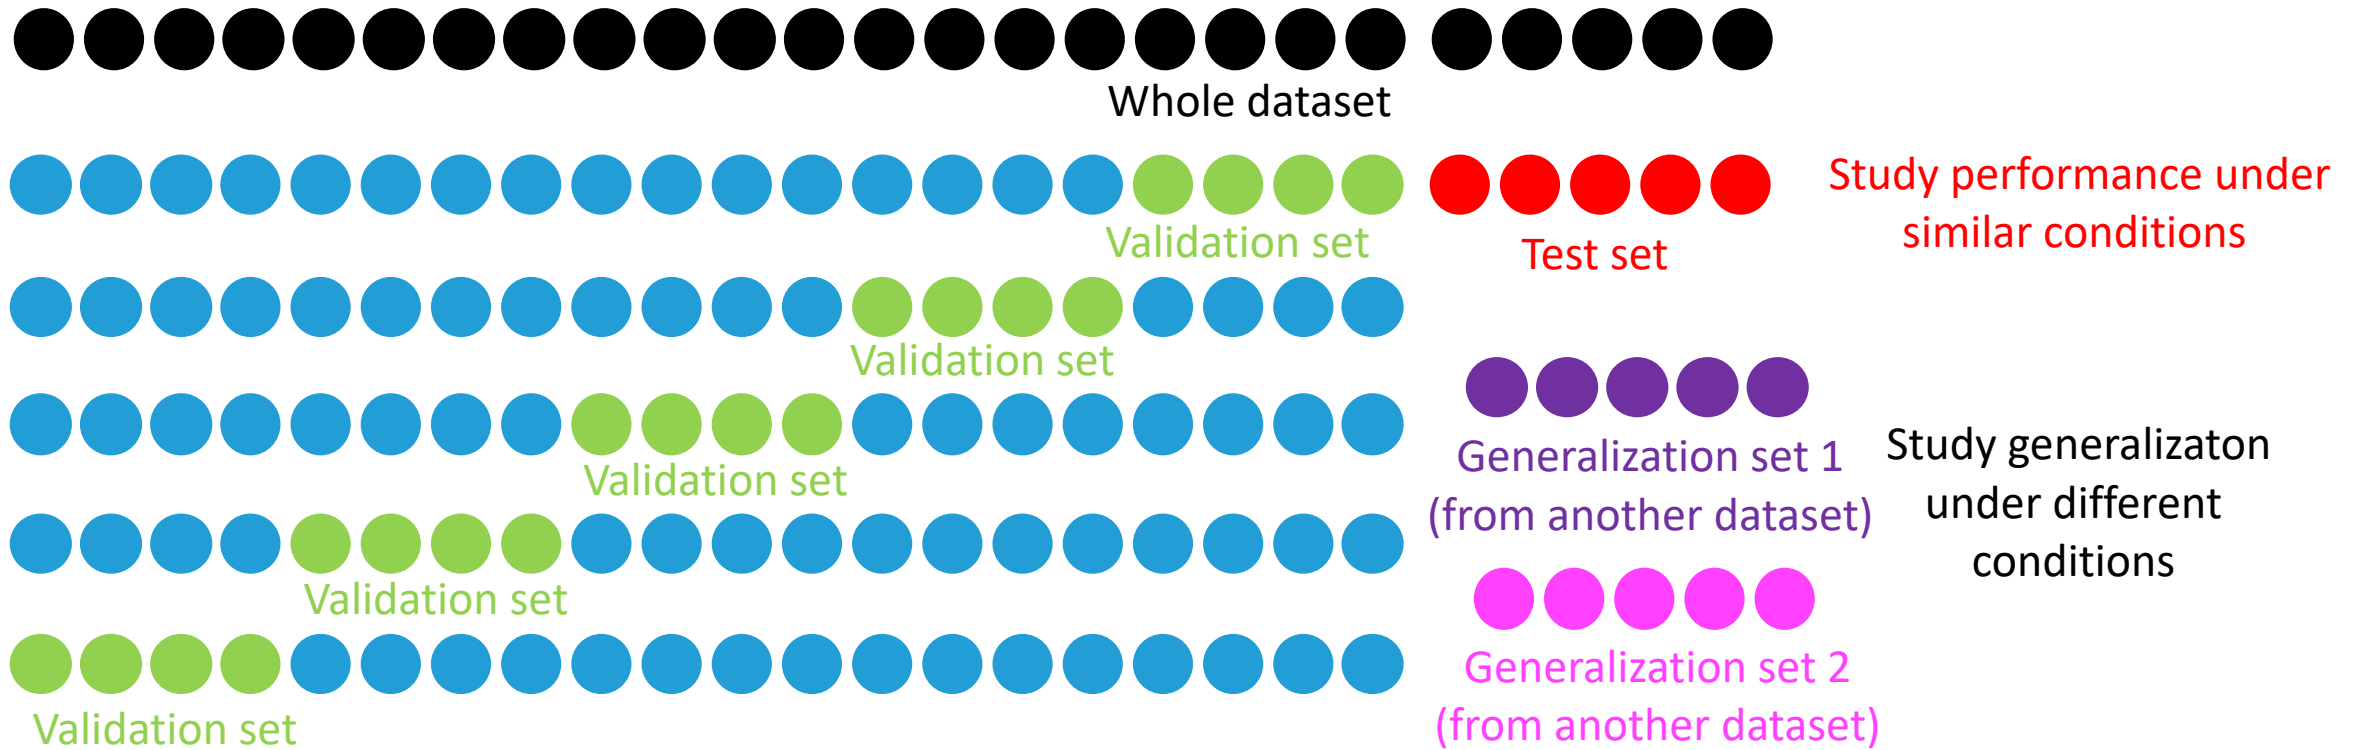 Whole dataset
Validation set
Test set
Study performance under
similar conditions
Validation set
Validation set
Validation set
Validation set
Generalization set 1
(from another dataset)
Study generalizaton
under different
conditions
Generalization set 2
(from another dataset)